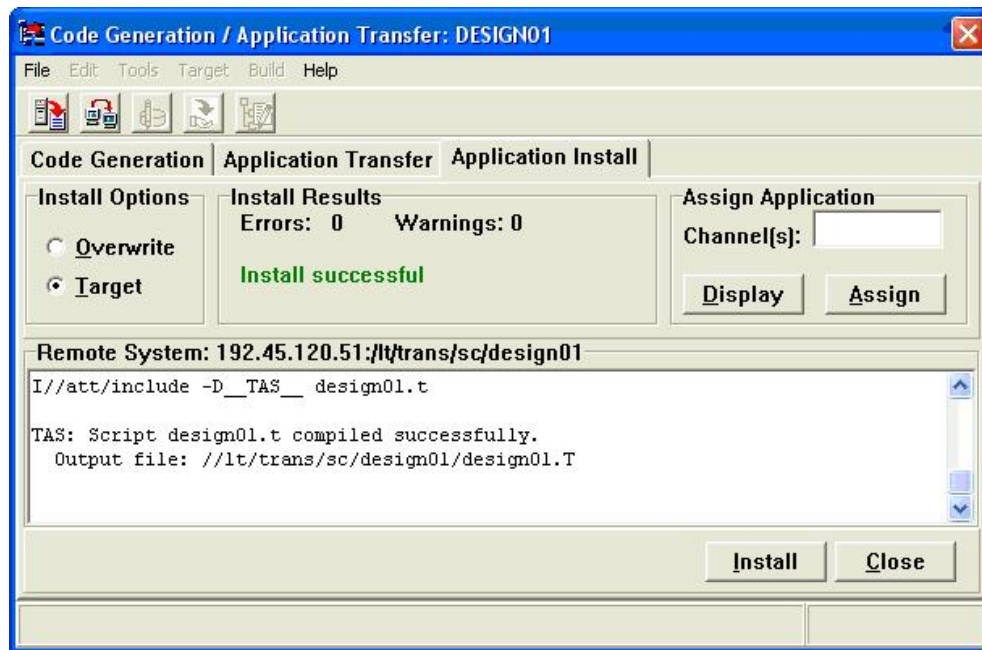 Code Generation / Application Transfer: DESIGN01
File Edit Tools Target Build Help
Code Generation Application Transfer Application Install
Install Options
Overwrite
Target
Install Results
Errors: 0 Warnings: 0
Install successful
Assign Application
Channel(s):
Display Assign
Remote System: 192.45.120.51:/lt/trans/sc/design01
I//att/include -D__TAS__ design01.t
TAS: Script design01.t compiled successfully.
Output file: //lt/trans/sc/design01/design01.T
Install Close